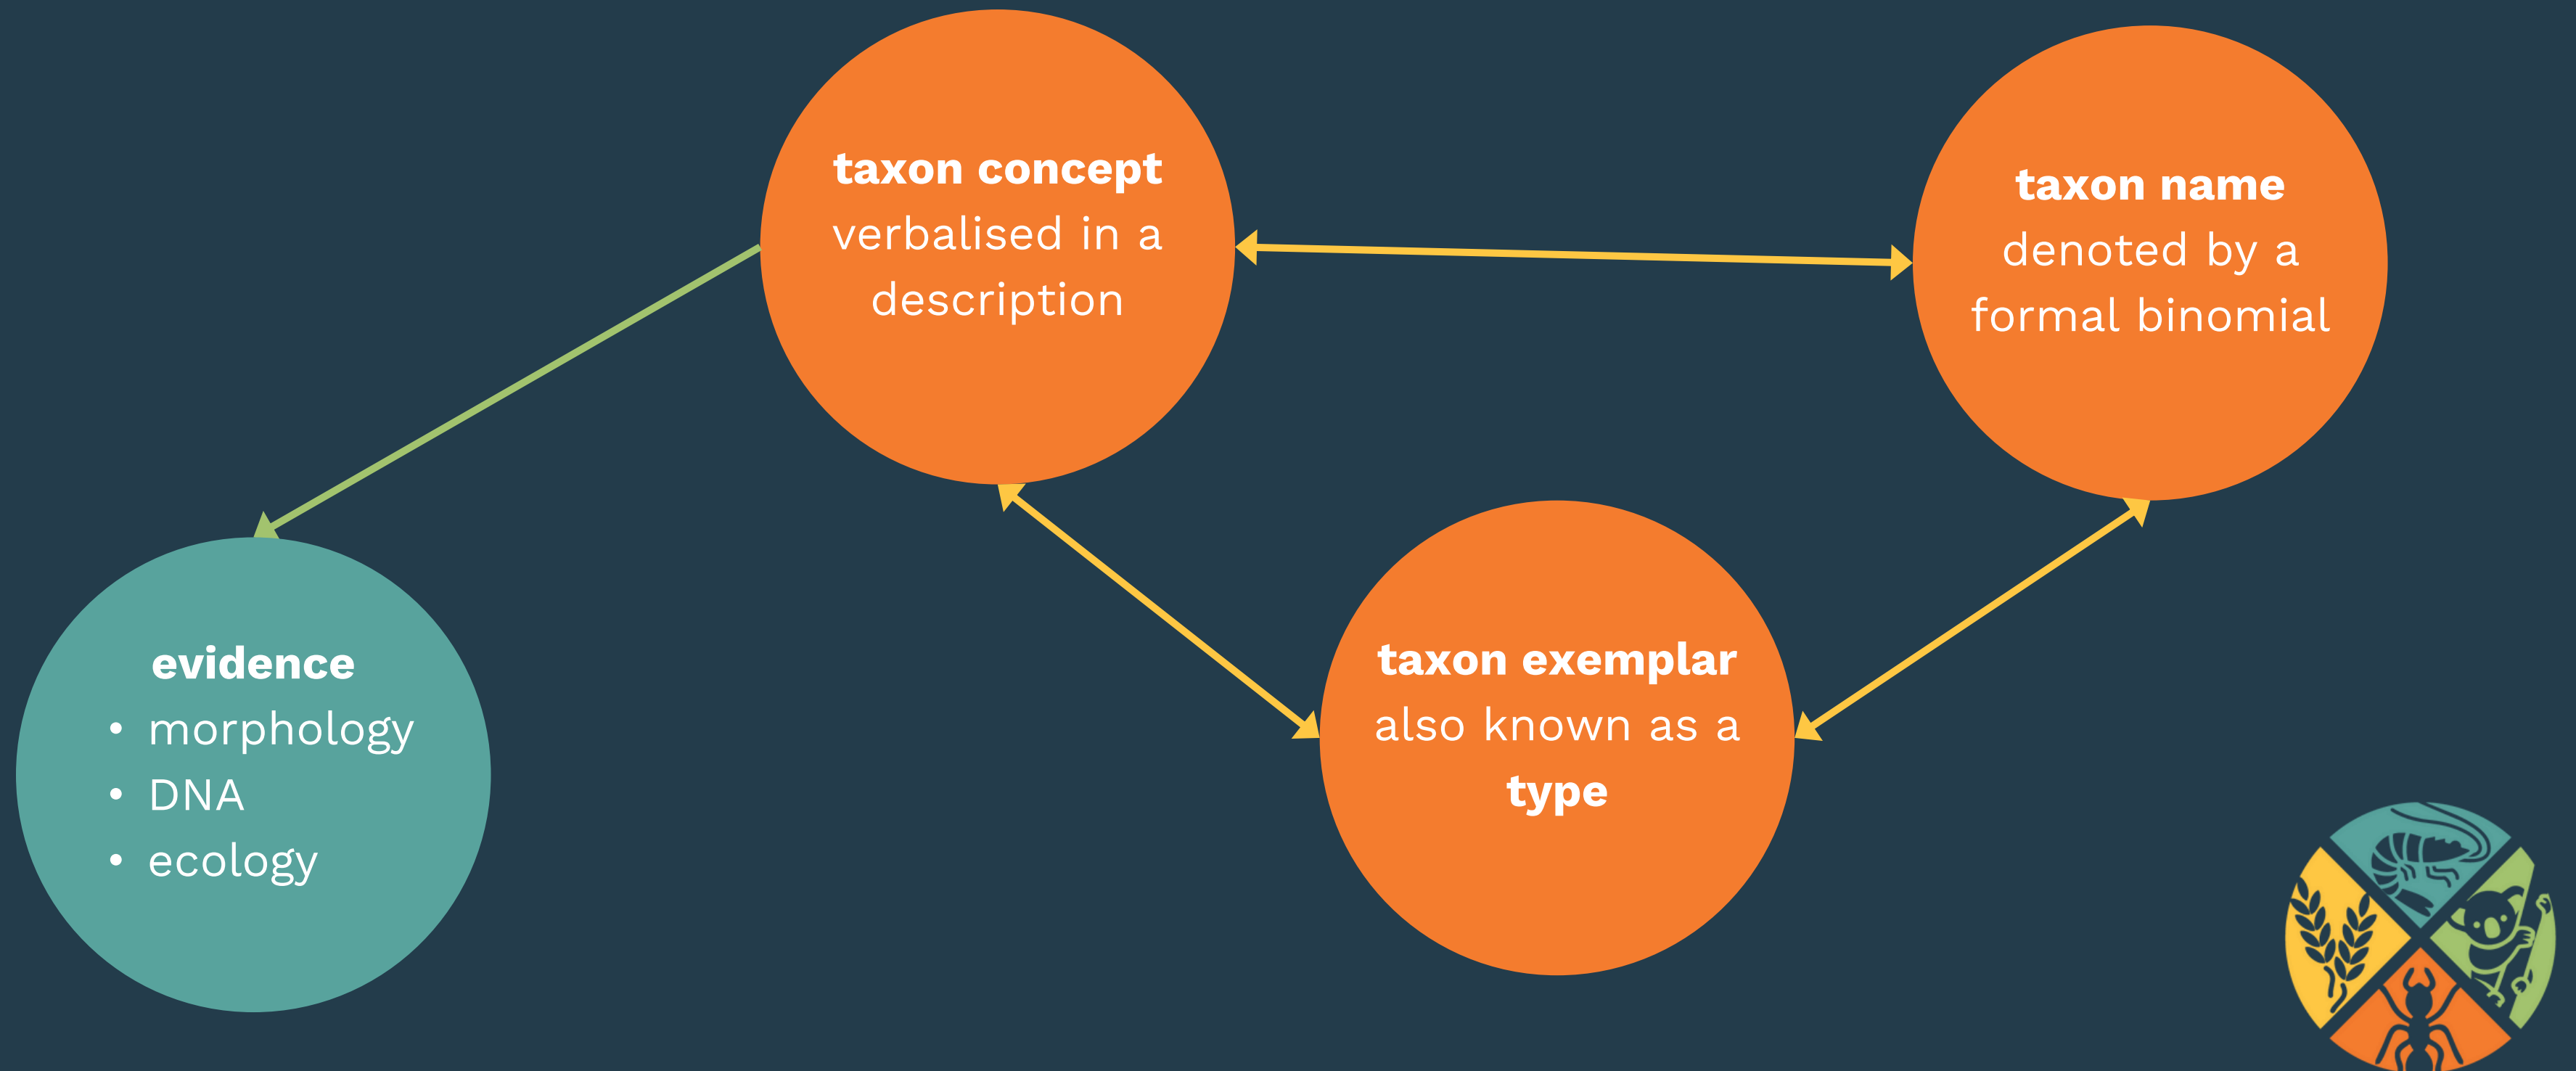 taxon concept
verbalised in a
description
taxon name
denoted by a
formal binomial
evidence
• morphology
• DNA
• ecology
taxon exemplar
also known as a
type